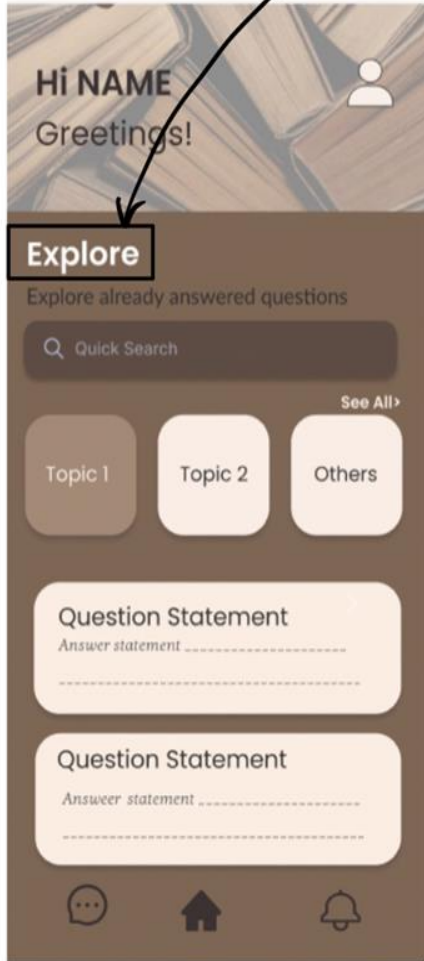 Hi NAME
Greetings!
Explore
Explore already answered questions
Quick Search
See All>
Topic 1
Topic 2
Others
Question Statement
Answer statement
Question Statement
Answeer statement